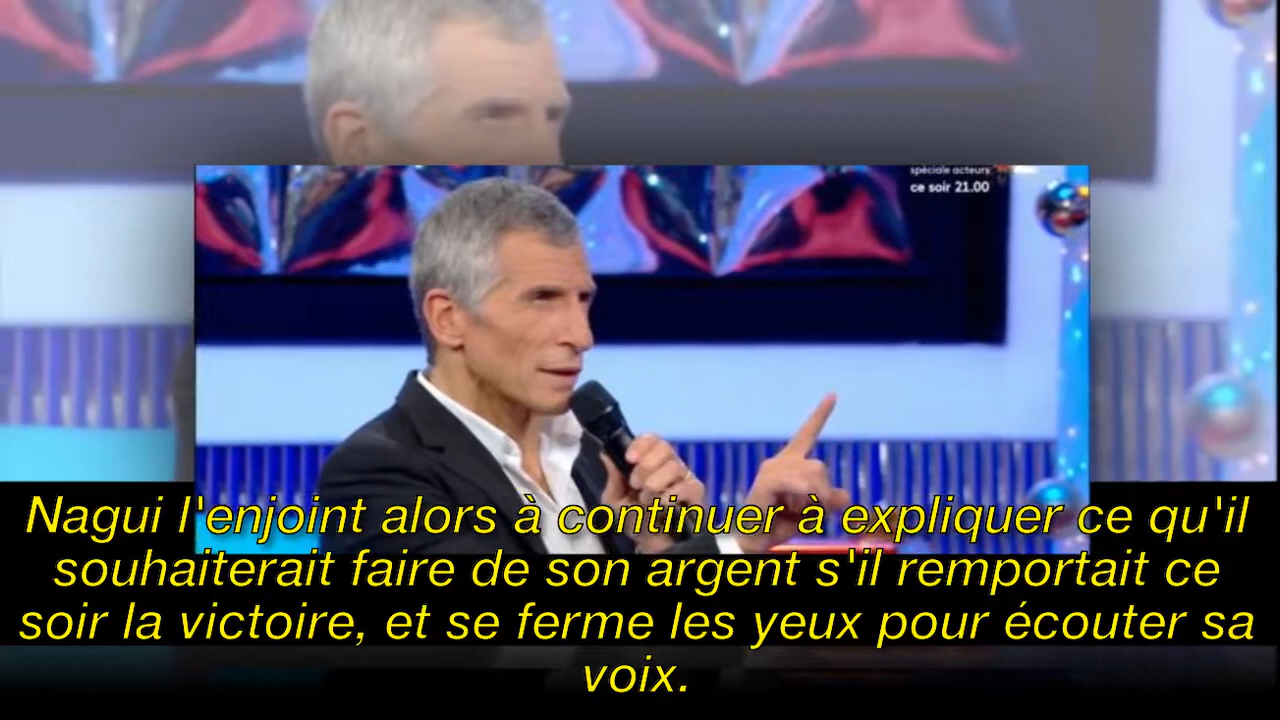 spéciale acteurs
ce soir 21.00
Nagui l'enjoint alors à continuer à expliquer ce qu'il
souhaiterait faire de son argent s'il remportait ce
soir la victoire, et se ferme les yeux pour écouter sa
voix.